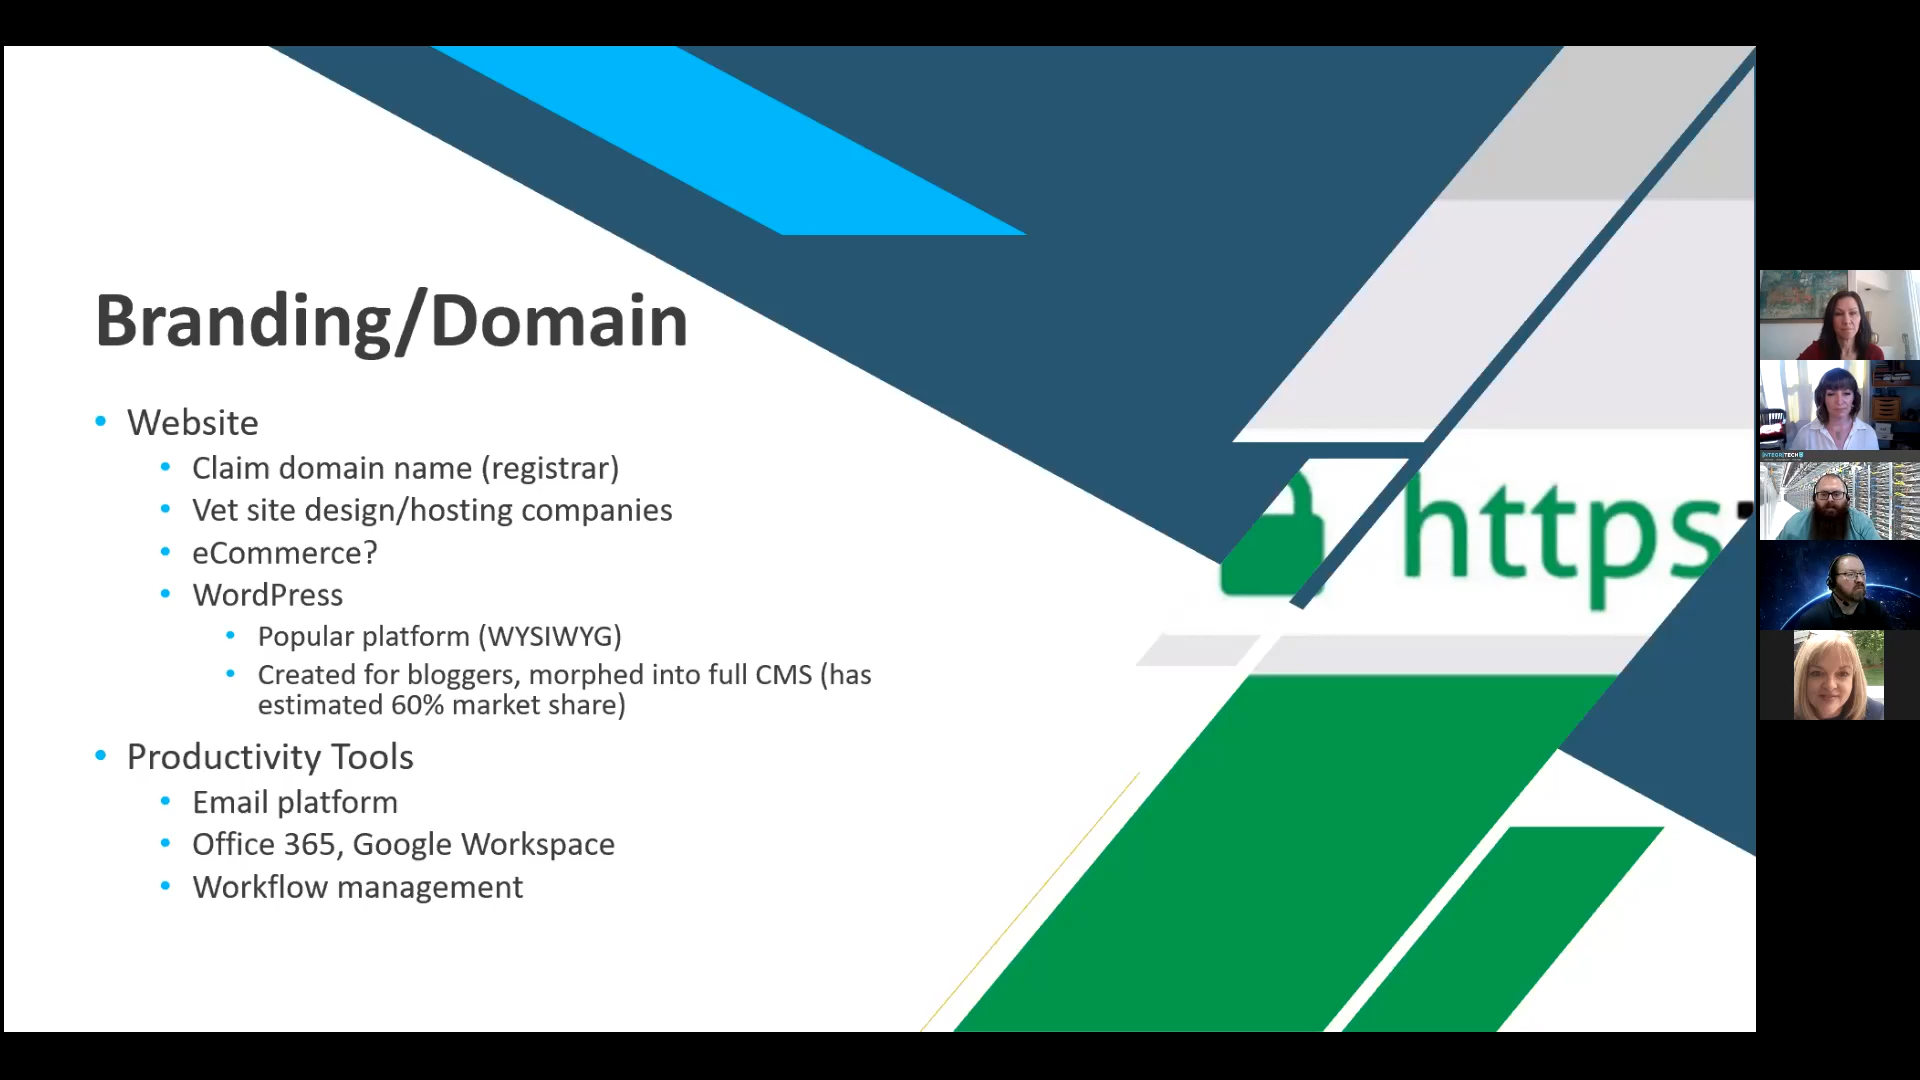 Branding/Domain
Website
Claim domain name (registrar)
Vet site design/hosting companies
eCommerce?
WordPress
Popular platform (WYSIWYG)
Created for bloggers, morphed into full CMS (has
estimated 60% market share)
Productivity Tools
Email platform
Office 365, Google Workspace
Workflow management
https:
INTEGRITECH